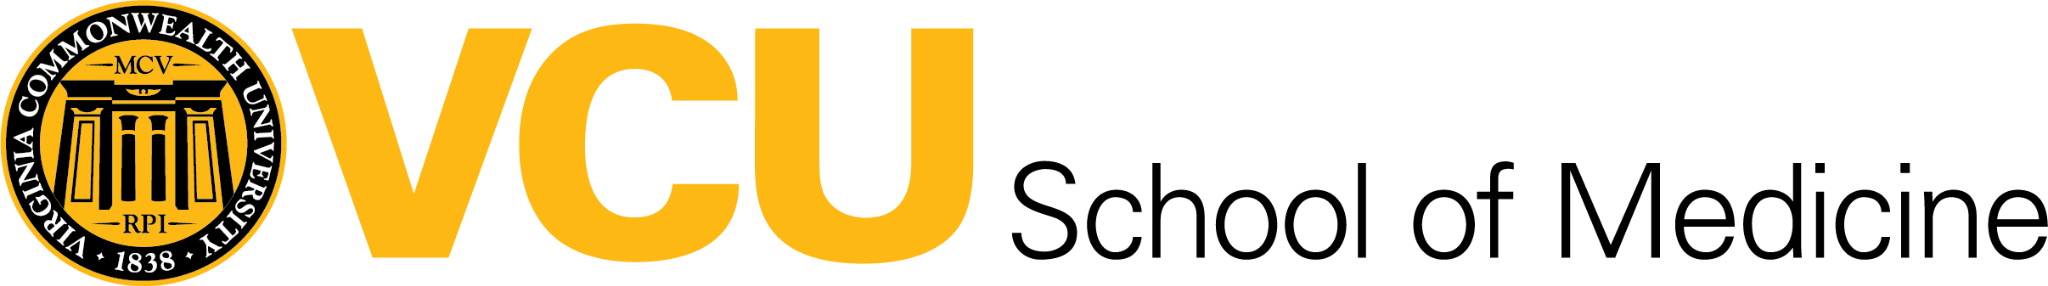 VIRGINIA COMMONWEALTH UNIVERSITY
MCV
RPI
· 1838 ·
VCU School of Medicine